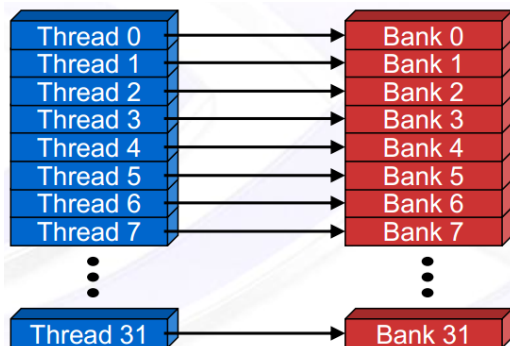 Thread 0 Bank 0
Thread 1 Bank 1
Thread 2 Bank 2
Thread 3 Bank 3
Thread 4 Bank 4
Thread 5 Bank 5
Thread 6 Bank 6
Thread 7 Bank 7
Thread 31 Bank 31